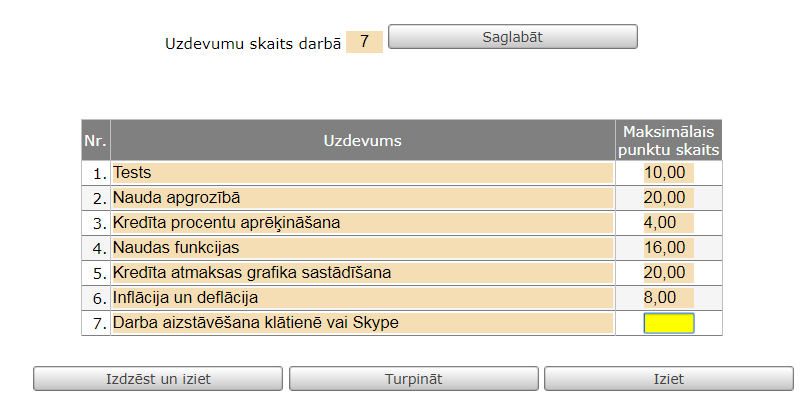 Uzdevumu skaits darbā 7 Saglabāt
Nr. Uzdevums Maksimālais punktu skaits
1. Tests 10,00
2. Nauda apgrozībā 20,00
3. Kredīta procentu aprēķināšana 4,00
4. Naudas funkcijas 16,00
5. Kredīta atmaksas grafika sastādīšana 20,00
6. Inflācija un deflācija 8,00
7. Darba aizstāvēšana klātienē vai Skype
Izdzēst un iziet Turpināt Iziet